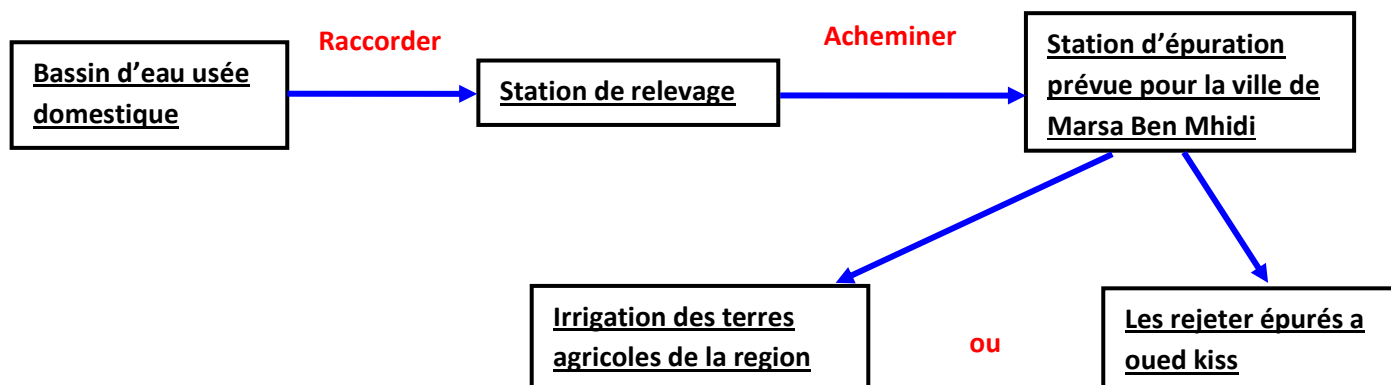 Raccorder
Acheminer
Bassin d’eau usée
domestique
Station de relevage
Station d’épuration
prévue pour la ville de
Marsa Ben Mhidi
Irrigation des terres
agricoles de la region
ou
Les rejeter épurés a
oued kiss